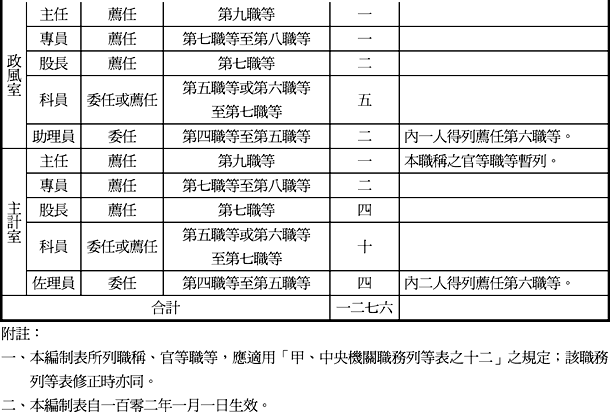 政風室
主任 薦任 第九職等 一
專員 薦任 第七職等至第八職等 一
股長 薦任 第七職等 二
科員 委任或薦任 第五職等或第六職等至第七職等 五
助理員 委任 第四職等至第五職等 二 內一人得列薦任第六職等。
主計室
主任 薦任 第九職等 一 本職稱之官等職等暫列。
專員 薦任 第七職等至第八職等 二
股長 薦任 第七職等 四
科員 委任或薦任 第五職等或第六職等至第七職等 十
佐理員 委任 第四職等至第五職等 四 內二人得列薦任第六職等。
合計 一二七六
附註：
一、本編制表所列職稱、官等職等，應適用「甲、中央機關職務列等表之十二」之規定；該職務
列等表修正時亦同。
二、本編制表自一百零二年一月一日生效。